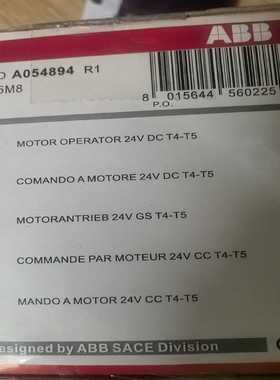 ABB
A054894 R1
6M8
8 015644 560225
P.O.
MOTOR OPERATOR 24V DC T4-T5
COMANDO A MOTORE 24V DC T4-T5
MOTORANTRIEB 24V GS T4-T5
COMMANDE PAR MOTEUR 24V CC T4-T5
MANDO A MOTOR 24V CC T4-T5
esigned by ABB SACE Division